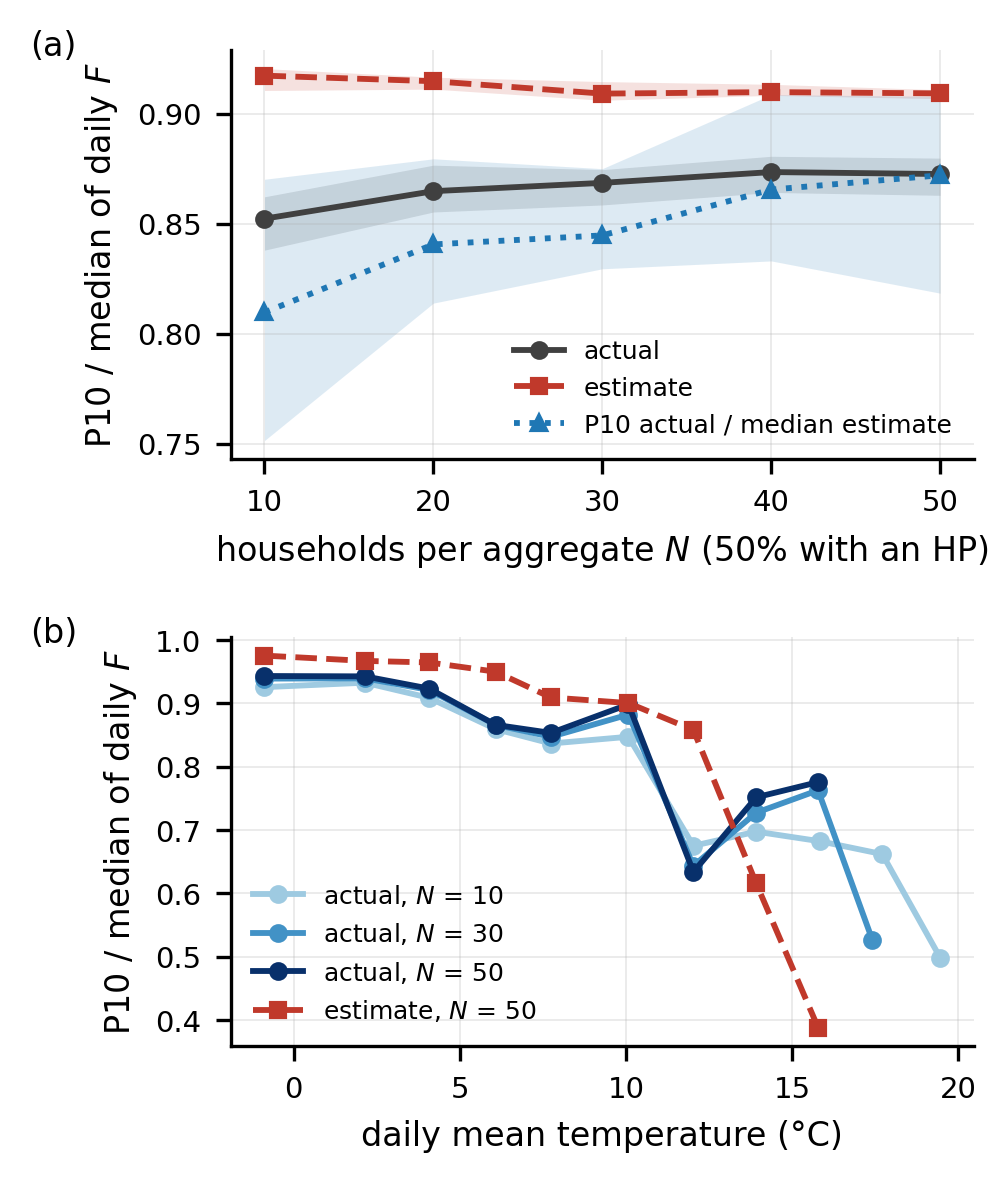 (a)
P10 / median of daily F
0.90
0.85
0.80
0.75
actual
estimate
P10 actual / median estimate
10 20 30 40 50
households per aggregate N (50% with an HP)
(b)
P10 / median of daily F
1.0
0.9
0.8
0.7
0.6
0.5
0.4
actual, N = 10
actual, N = 30
actual, N = 50
estimate, N = 50
0 5 10 15 20
daily mean temperature (°C)